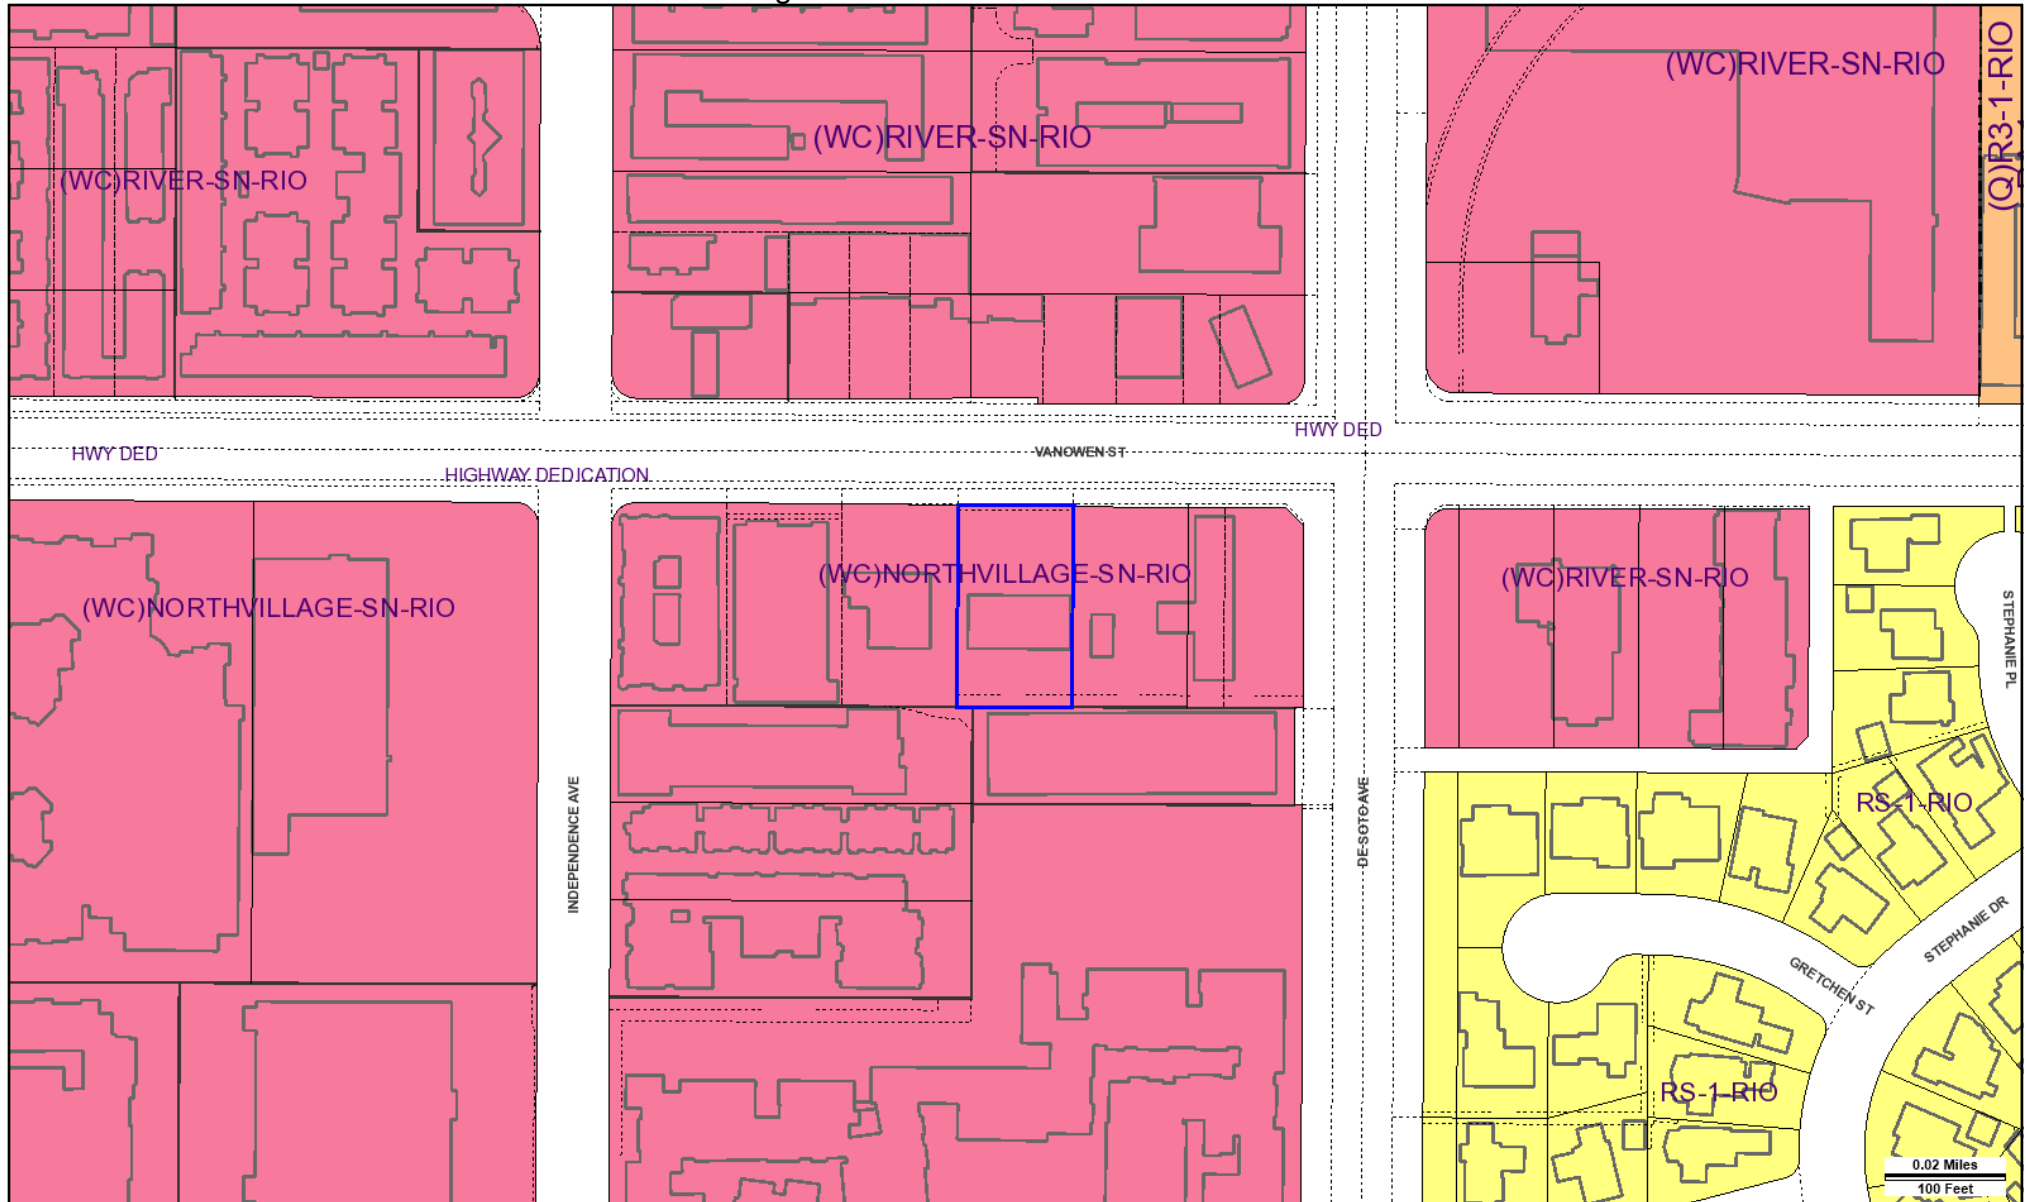 (WC)RIVER-SN-RIO
(Q)R3-1-RIO
(WC)RIVER-SN-RIO
(WC)RIVER-SN-RIO
HWY DED
VANOWEN ST
HWY DED
HIGHWAY DEDICATION
(WC)NORTHVILLAGE-SN-RIO
(WC)RIVER-SN-RIO
(WC)NORTHVILLAGE-SN-RIO
STEPHANIE PL
INDEPENDENCE AVE
DE SOTO AVE
RS-1-RIO
STEPHANIE DR
GRETCHEN ST
RS-1-RIO
0.02 Miles
100 Feet